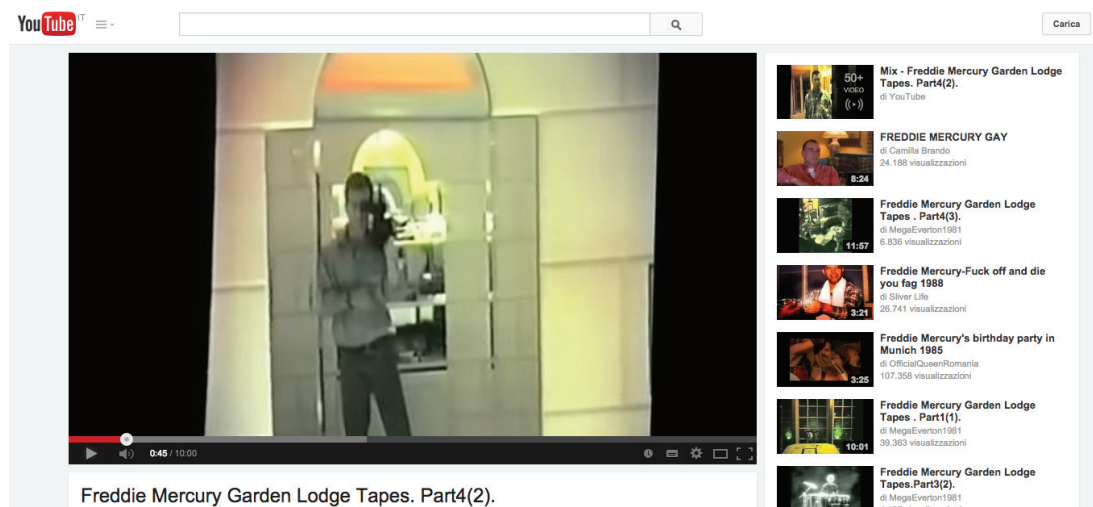 YouTube IT
Carica
0:45 / 10:00
Freddie Mercury Garden Lodge Tapes. Part4(2).
50+
VIDEO
Mix - Freddie Mercury Garden Lodge
Tapes. Part4(2).
di YouTube
8:24
FREDDIE MERCURY GAY
di Camilla Brando
24.188 visualizzazioni
11:57
Freddie Mercury Garden Lodge
Tapes . Part4(3).
di MegaEverton1981
6.836 visualizzazioni
3:21
Freddie Mercury-Fuck off and die
you fag 1988
di Sliver Life
26.741 visualizzazioni
3:25
Freddie Mercury's birthday party in
Munich 1985
di OfficialQueenRomania
107.358 visualizzazioni
10:01
Freddie Mercury Garden Lodge
Tapes . Part1(1).
di MegaEverton1981
39.363 visualizzazioni
Freddie Mercury Garden Lodge
Tapes.Part3(2).
di MegaEverton1981